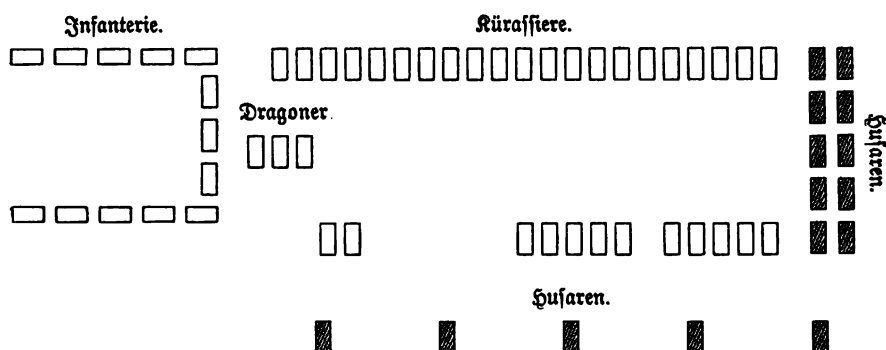 Infanterie.
Kürassiere.
Dragoner.
Husaren.
Husaren.